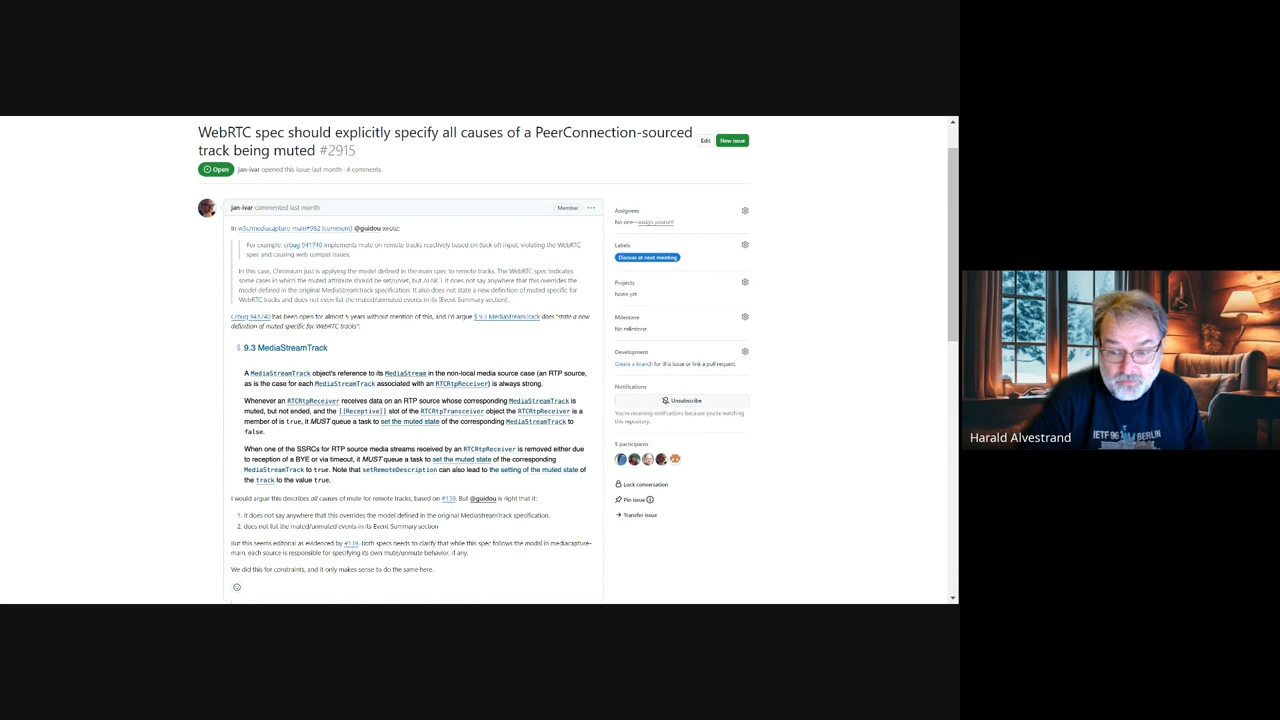 WebRTC spec should explicitly specify all causes of a PeerConnection-sourced
track being muted #2915
Edit
New issue
Open
jan-ivar opened this issue last month · 4 comments
jan-ivar commented last month
Member
In w3c/mediacapture-main#982 (comment) @guidou wrote:
For example: crbug 941740 implements mute on remote tracks reactively based on (lack of) input, violating the WebRTC
spec and causing web compat issues.
In this case, Chromium just is applying the model defined in the main spec to remote tracks. The WebRTC spec indicates
some cases in which the muted attribute should be set/unset, but AFAICT it does not say anywhere that this overrides the
model defined in the original MediaStreamTrack specification. It also does not state a new definition of muted specific for
WebRTC tracks and does not even list the muted/unmuted events in its [Event Summary section].
Crbug 941740 has been open for almost 5 years without mention of this, and I'd argue § 9.3 MediaStreamTrack does "state a new
definition of muted specific for WebRTC tracks":
§ 9.3 MediaStreamTrack
A MediaStreamTrack object's reference to its MediaStream in the non-local media source case (an RTP source,
as is the case for each MediaStreamTrack associated with an RTCRtpReceiver) is always strong.
Whenever an RTCRtpReceiver receives data on an RTP source whose corresponding MediaStreamTrack is
muted, but not ended, and the [[Receptive]] slot of the RTCRtpTransceiver object the RTCRtpReceiver is a
member of is true, it MUST queue a task to set the muted state of the corresponding MediaStreamTrack to
false.
When one of the SSRCs for RTP source media streams received by an RTCRtpReceiver is removed either due
to reception of a BYE or via timeout, it MUST queue a task to set the muted state of the corresponding
MediaStreamTrack to true. Note that setRemoteDescription can also lead to the setting of the muted state of
the track to the value true.
I would argue this describes all causes of mute for remote tracks, based on #139. But @guidou is right that it:
1. it does not say anywhere that this overrides the model defined in the original MediaStreamTrack specification.
2. does not list the muted/unmuted events in its Event Summary section
But this seems editorial as evidenced by #139. Both specs needs to clarify that while this spec follows the model in mediacapture-
main, each source is responsible for specifying its own mute/unmute behavior, if any.
We did this for constraints, and it only makes sense to do the same here.
Assignees
No one—assign yourself
Labels
Discuss at next meeting
Projects
None yet
Milestone
No milestone
Development
Create a branch for this issue or link a pull request.
Notifications
Unsubscribe
You're receiving notifications because you're watching
this repository.
5 participants
Lock conversation
Pin issue
Transfer issue
IETF 96 BERLIN
Harald Alvestrand